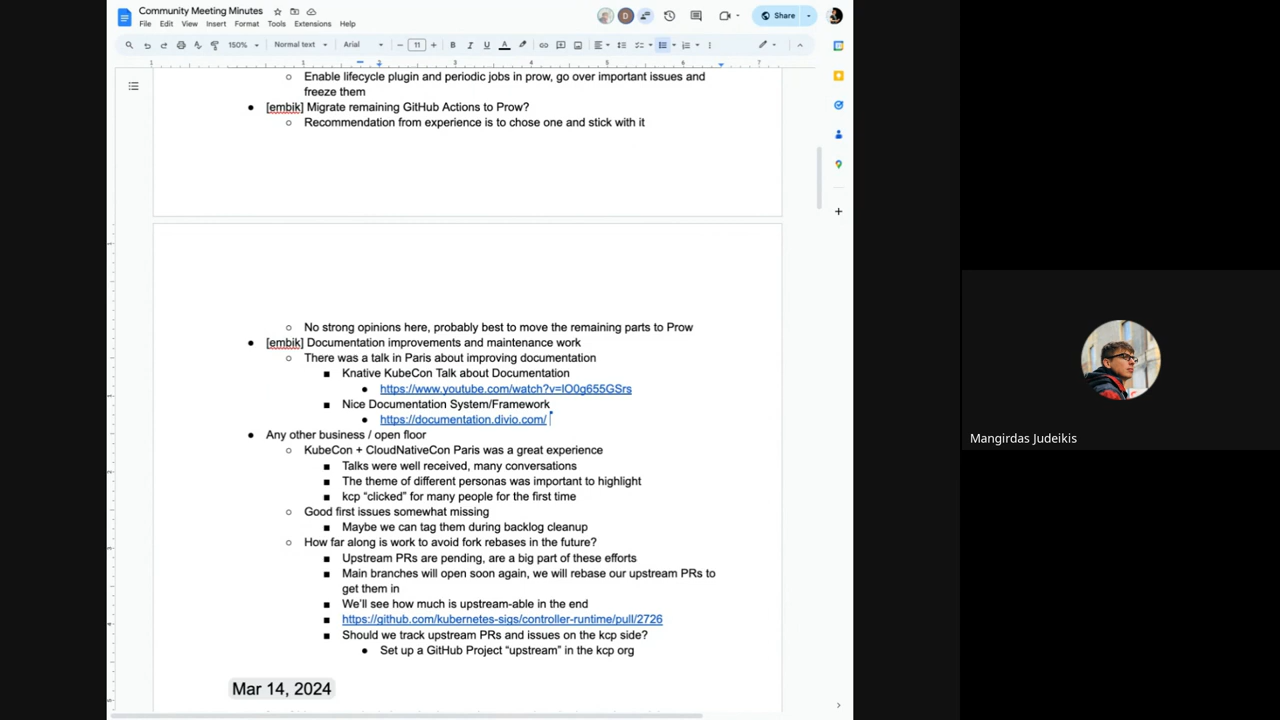 Community Meeting Minutes
File Edit View Insert Format Tools Extensions Help
D
Share
150% Normal text Arial 11 B I U A
1 1 2 3 4 5 6 7
Enable lifecycle plugin and periodic jobs in prow, go over important issues and
freeze them
[embik] Migrate remaining GitHub Actions to Prow?
Recommendation from experience is to chose one and stick with it
No strong opinions here, probably best to move the remaining parts to Prow
[embik] Documentation improvements and maintenance work
There was a talk in Paris about improving documentation
Knative KubeCon Talk about Documentation
https://www.youtube.com/watch?v=IO0g655GSrs
Nice Documentation System/Framework
https://documentation.divio.com/
Any other business / open floor
KubeCon + CloudNativeCon Paris was a great experience
Talks were well received, many conversations
The theme of different personas was important to highlight
kcp “clicked” for many people for the first time
Good first issues somewhat missing
Maybe we can tag them during backlog cleanup
How far along is work to avoid fork rebases in the future?
Upstream PRs are pending, are a big part of these efforts
Main branches will open soon again, we will rebase our upstream PRs to
get them in
We’ll see how much is upstream-able in the end
https://github.com/kubernetes-sigs/controller-runtime/pull/2726
Should we track upstream PRs and issues on the kcp side?
Set up a GitHub Project “upstream” in the kcp org
Mar 14, 2024
Mangirdas Judeikis